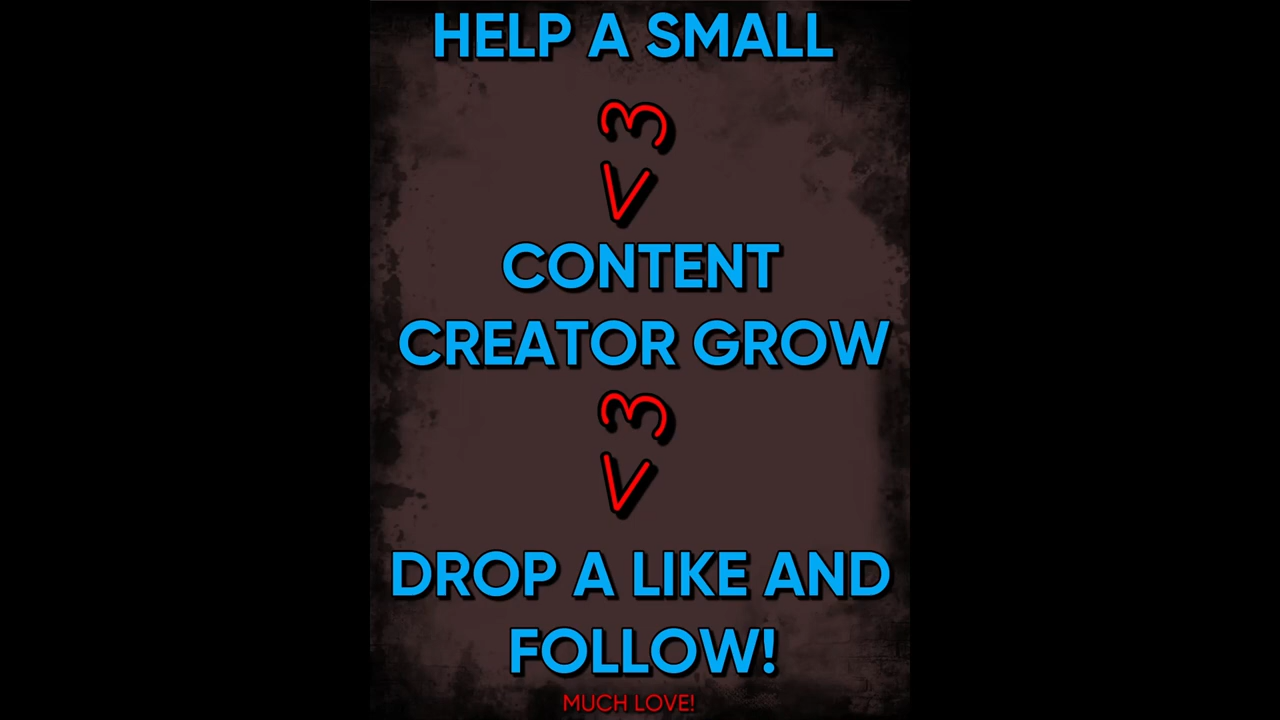 HELP A SMALL
<3
CONTENT
CREATOR GROW
<3
DROP A LIKE AND
FOLLOW!
MUCH LOVE!